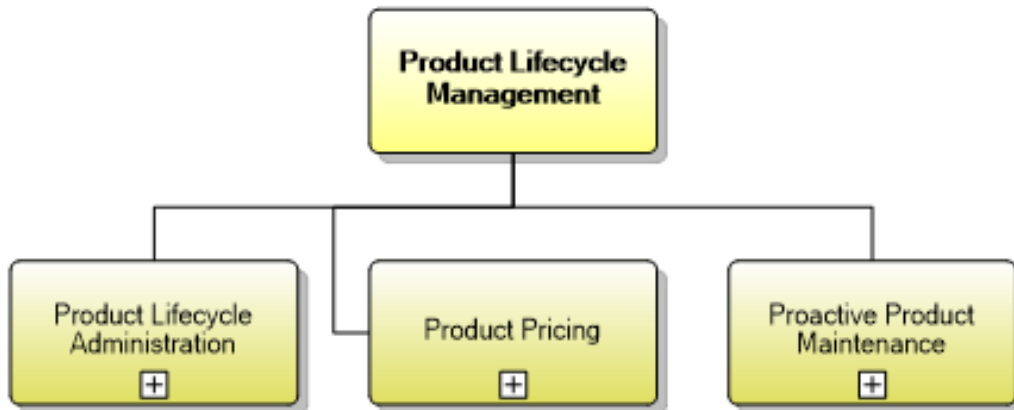 Product Lifecycle
Management
Product Lifecycle
Administration
Product Pricing
Proactive Product
Maintenance